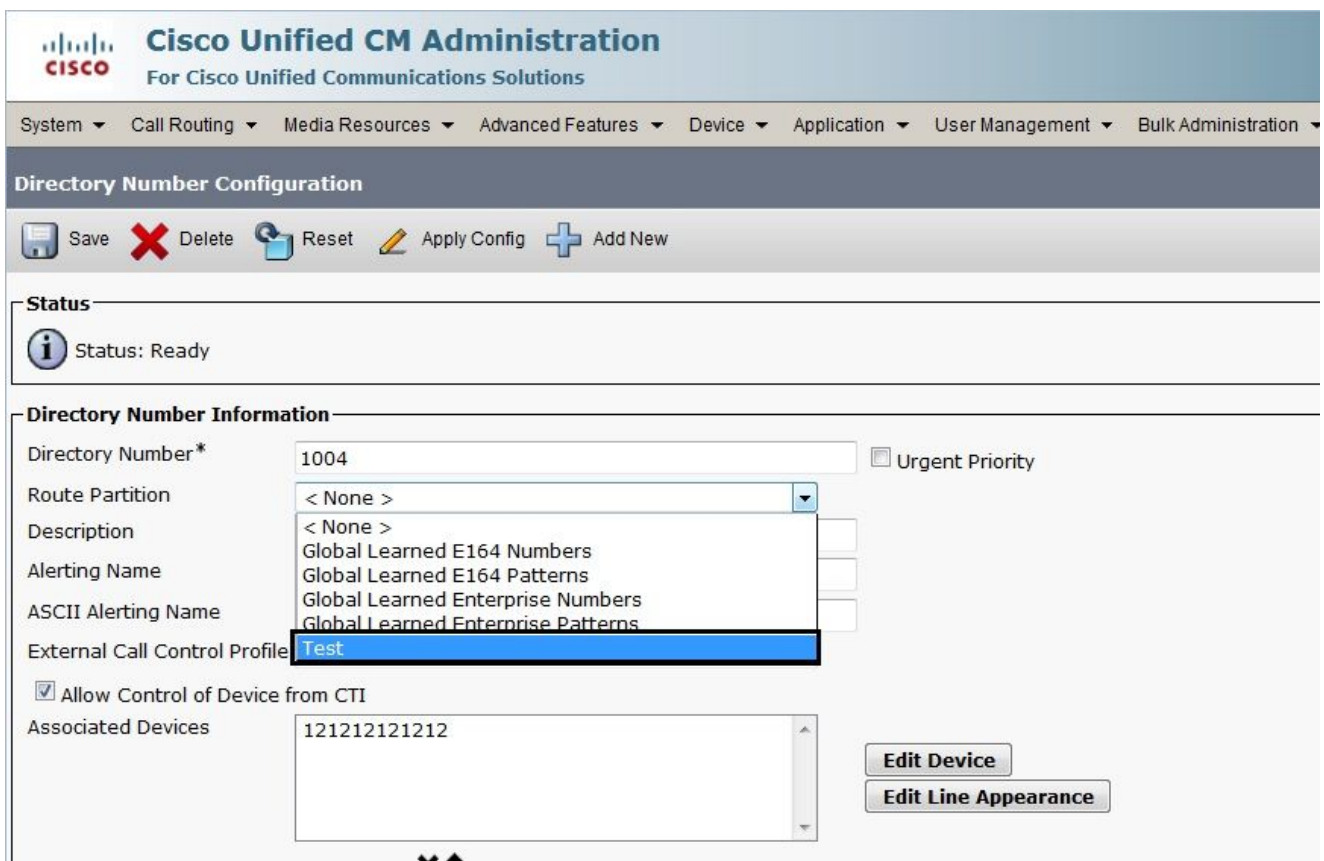 CISCO
Cisco Unified CM Administration
For Cisco Unified Communications Solutions
System Call Routing Media Resources Advanced Features Device Application User Management Bulk Administration
Directory Number Configuration
Save Delete Reset Apply Config Add New
Status
Status: Ready
Directory Number Information
Directory Number* 1004 Urgent Priority
Route Partition < None >
< None >
Description
Global Learned E164 Numbers
Alerting Name Global Learned E164 Patterns
Global Learned Enterprise Numbers
ASCII Alerting Name
Global Learned Enterprise Patterns
External Call Control Profile Test
Allow Control of Device from CTI
Associated Devices 121212121212
Edit Device
Edit Line Appearance